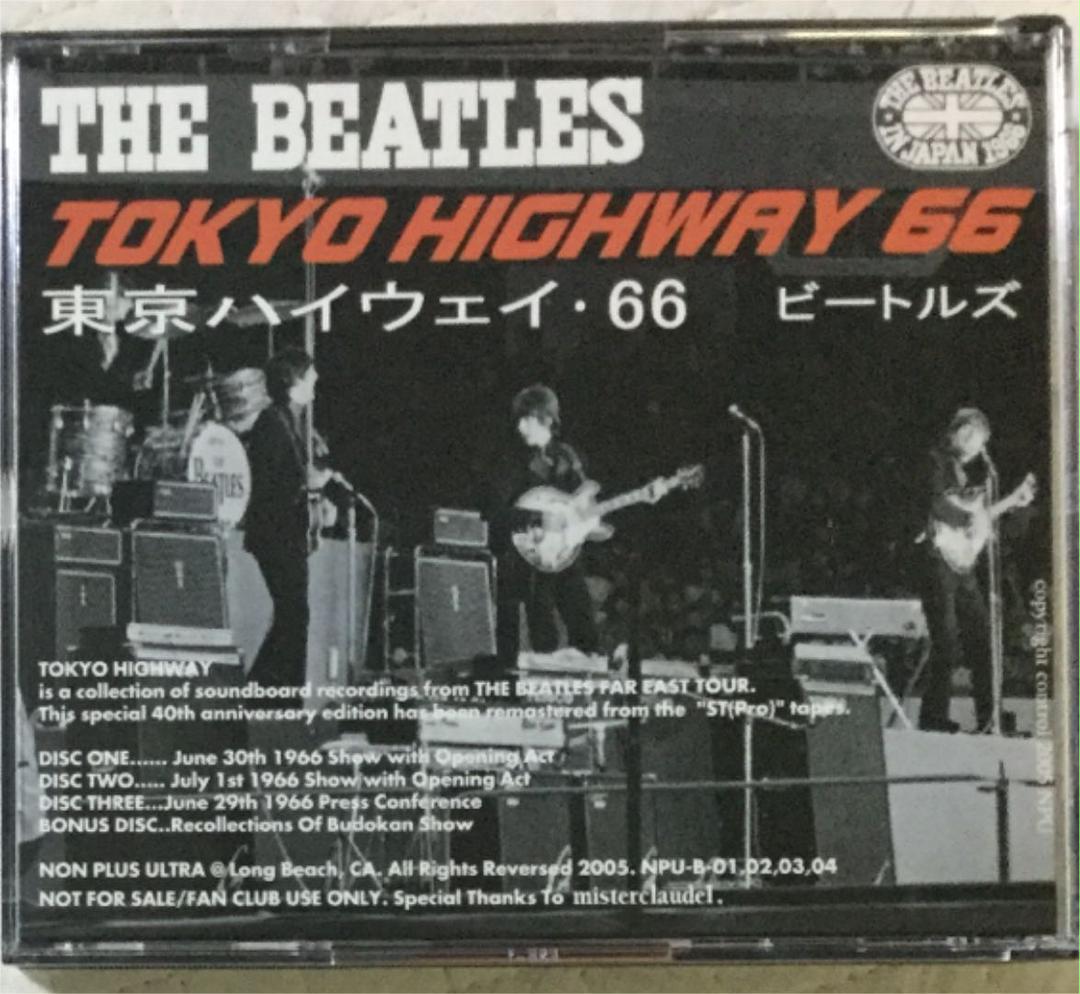 THE BEATLES
THE BEATLES
IN JAPAN 1966
TOKYO HIGHWAY 66
東京ハイウェイ・66 ビートルズ
THE
BEATLES
TOKYO HIGHWAY
is a collection of soundboard recordings from THE BEATLES FAR EAST TOUR.
This special 40th anniversary edition has been remastered from the "ST(Pro)" tapes.
DISC ONE...... June 30th 1966 Show with Opening Act
DISC TWO..... July 1st 1966 Show with Opening Act
DISC THREE...June 29th 1966 Press Conference
BONUS DISC..Recollections Of Budokan Show
NON PLUS ULTRA @ Long Beach, CA. All Rights Reversed 2005. NPU-B-01,02,03,04
NOT FOR SALE/FAN CLUB USE ONLY. Special Thanks To misterclaudel.
copyright control 2005 NPU